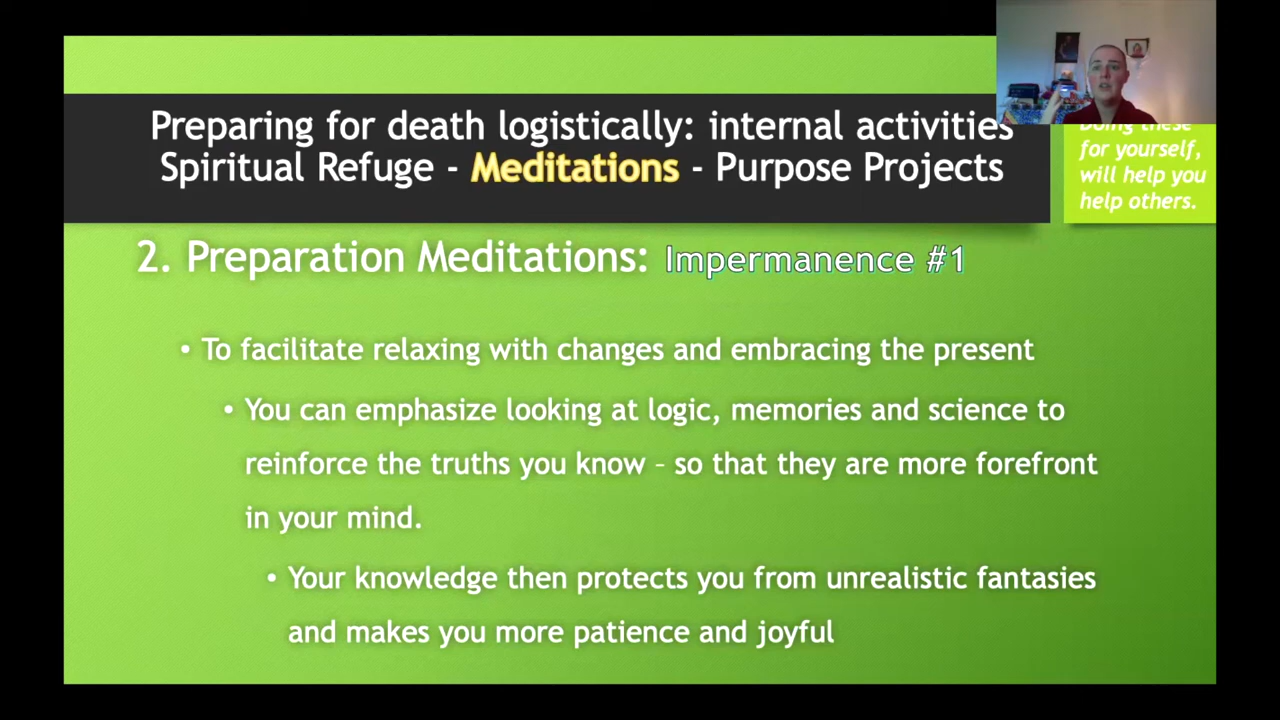 Preparing for death logistically: internal activities
Spiritual Refuge - Meditations - Purpose Projects
Doing these
for yourself,
will help you
help others.
2. Preparation Meditations: Impermanence #1
• To facilitate relaxing with changes and embracing the present
• You can emphasize looking at logic, memories and science to
reinforce the truths you know – so that they are more forefront
in your mind.
• Your knowledge then protects you from unrealistic fantasies
and makes you more patience and joyful